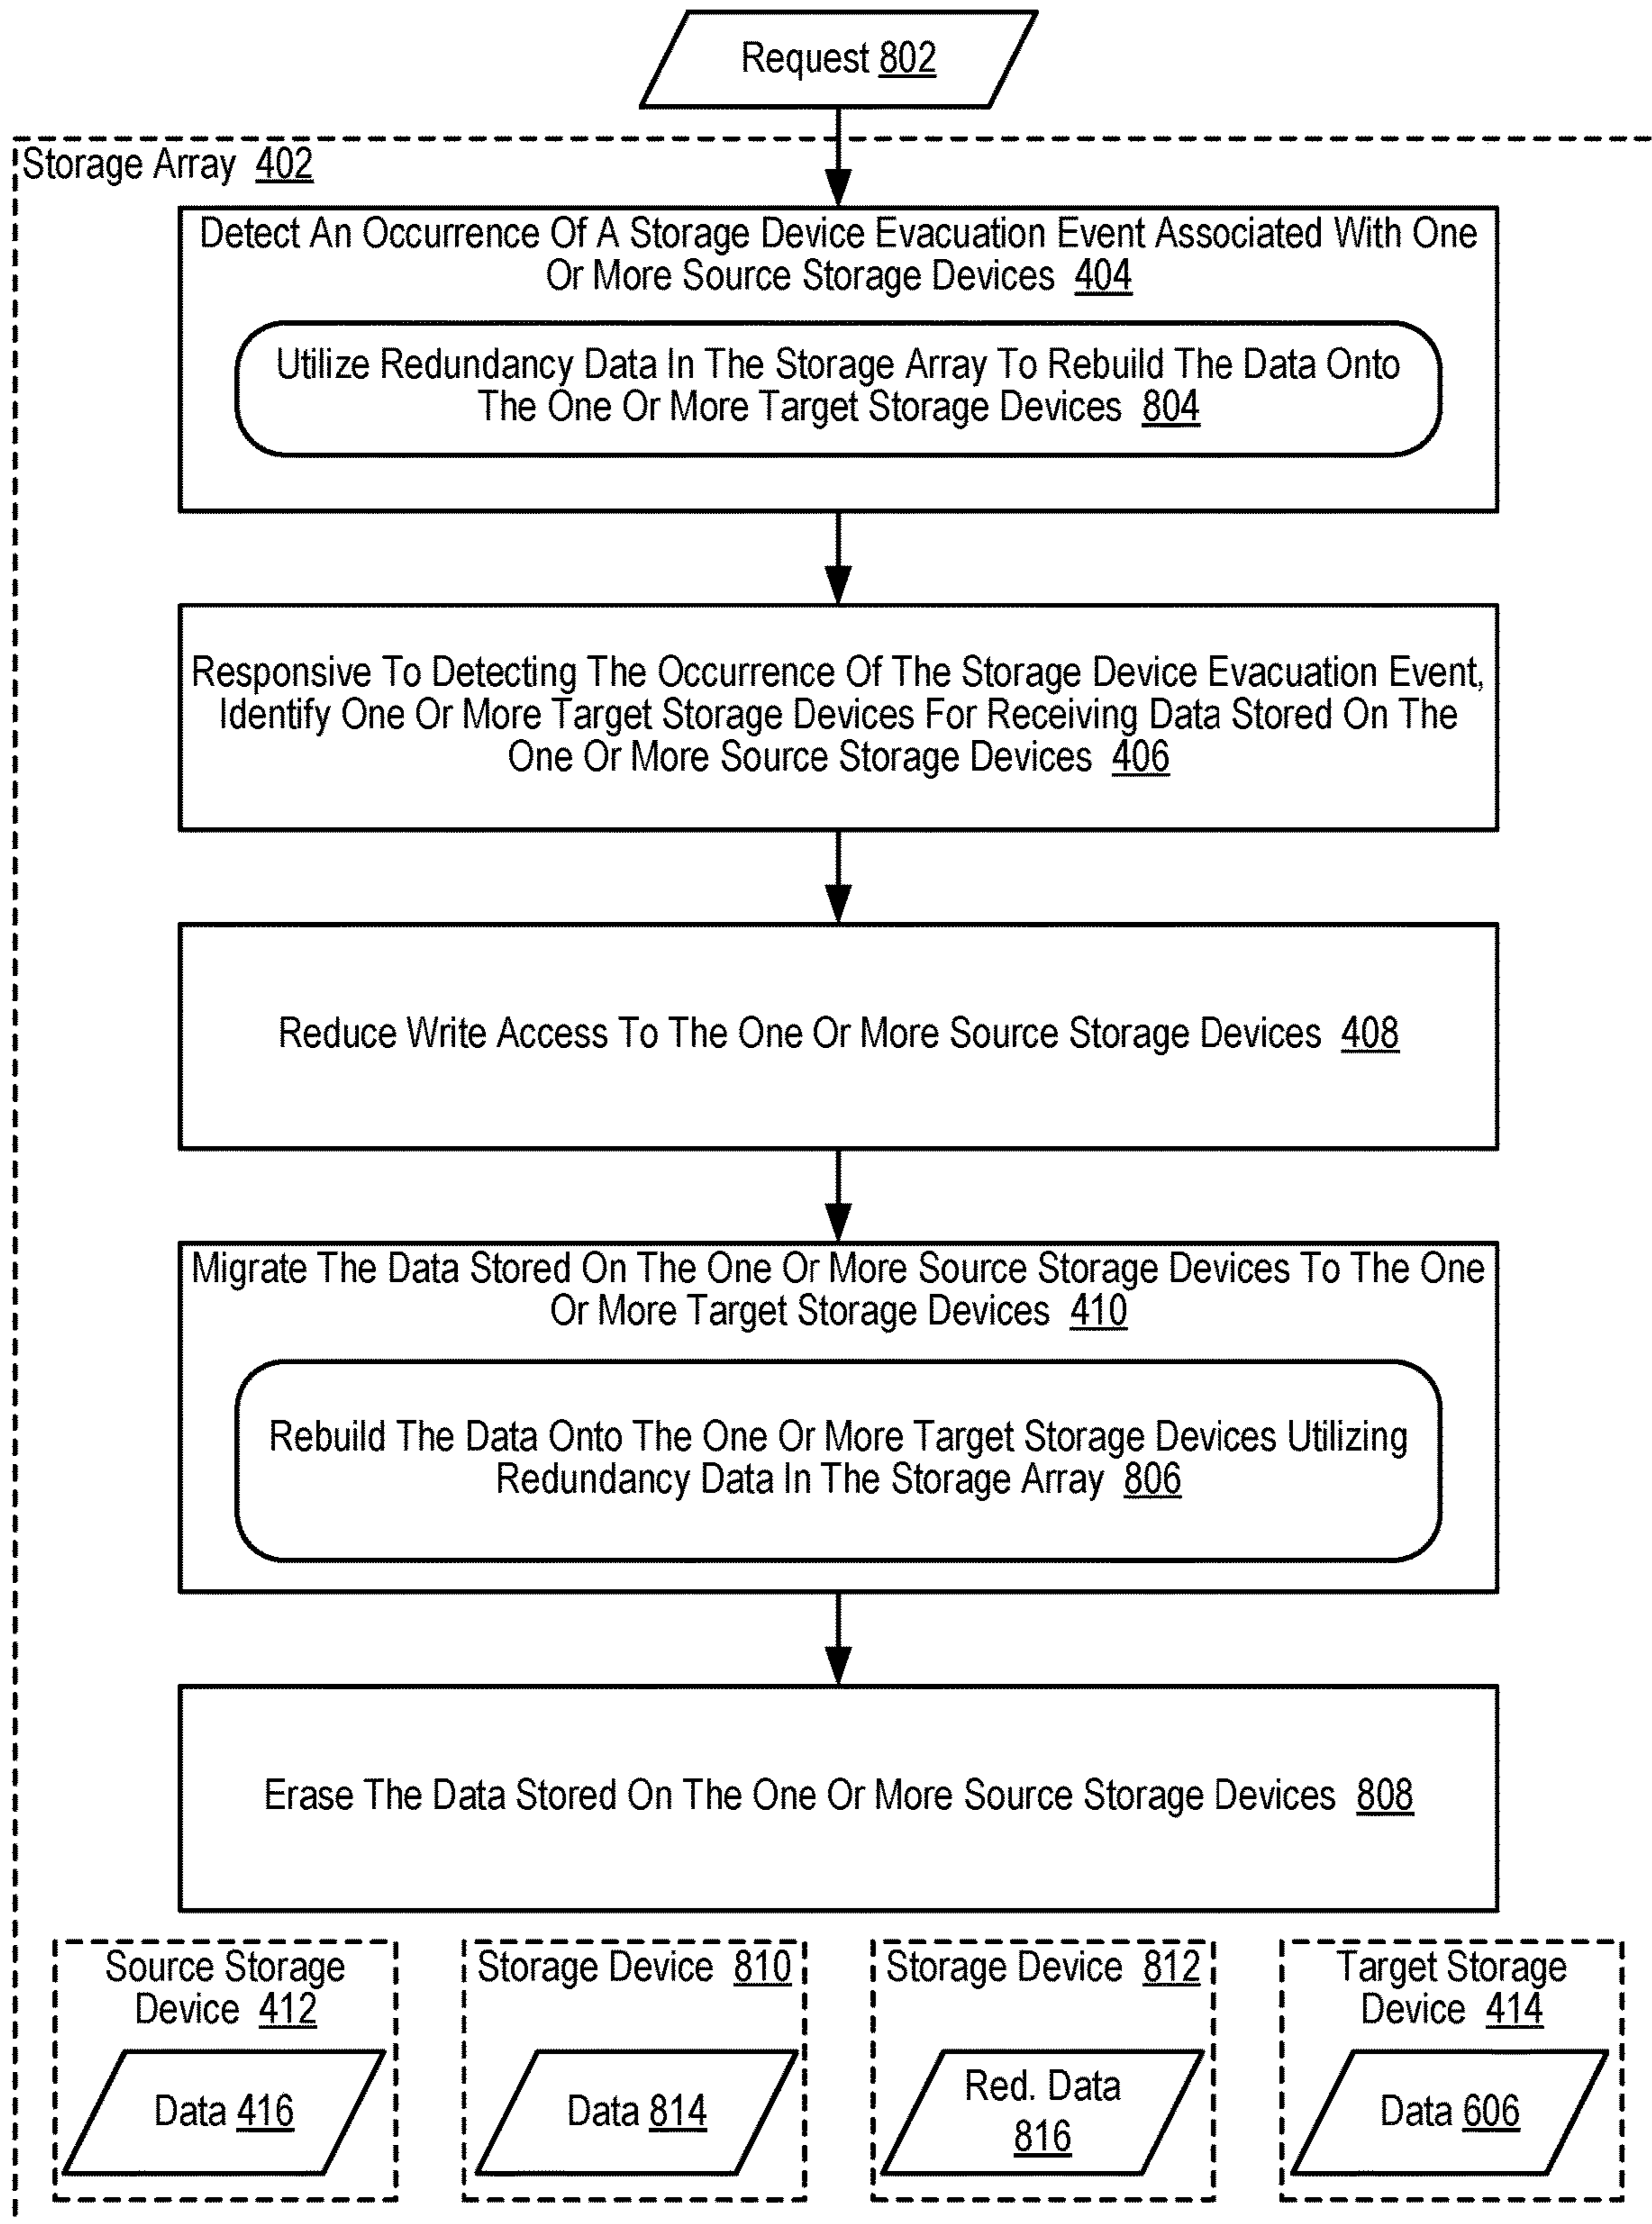 Request 802
Storage Array 402
Detect An Occurrence Of A Storage Device Evacuation Event Associated With One
Or More Source Storage Devices 404
Utilize Redundancy Data In The Storage Array To Rebuild The Data Onto
The One Or More Target Storage Devices 804
Responsive To Detecting The Occurrence Of The Storage Device Evacuation Event,
Identify One Or More Target Storage Devices For Receiving Data Stored On The
One Or More Source Storage Devices 406
Reduce Write Access To The One Or More Source Storage Devices 408
Migrate The Data Stored On The One Or More Source Storage Devices To The One
Or More Target Storage Devices 410
Rebuild The Data Onto The One Or More Target Storage Devices Utilizing
Redundancy Data In The Storage Array 806
Erase The Data Stored On The One Or More Source Storage Devices 808
Source Storage
Device 412
Data 416
Storage Device 810
Data 814
Storage Device 812
Red. Data
816
Target Storage
Device 414
Data 606